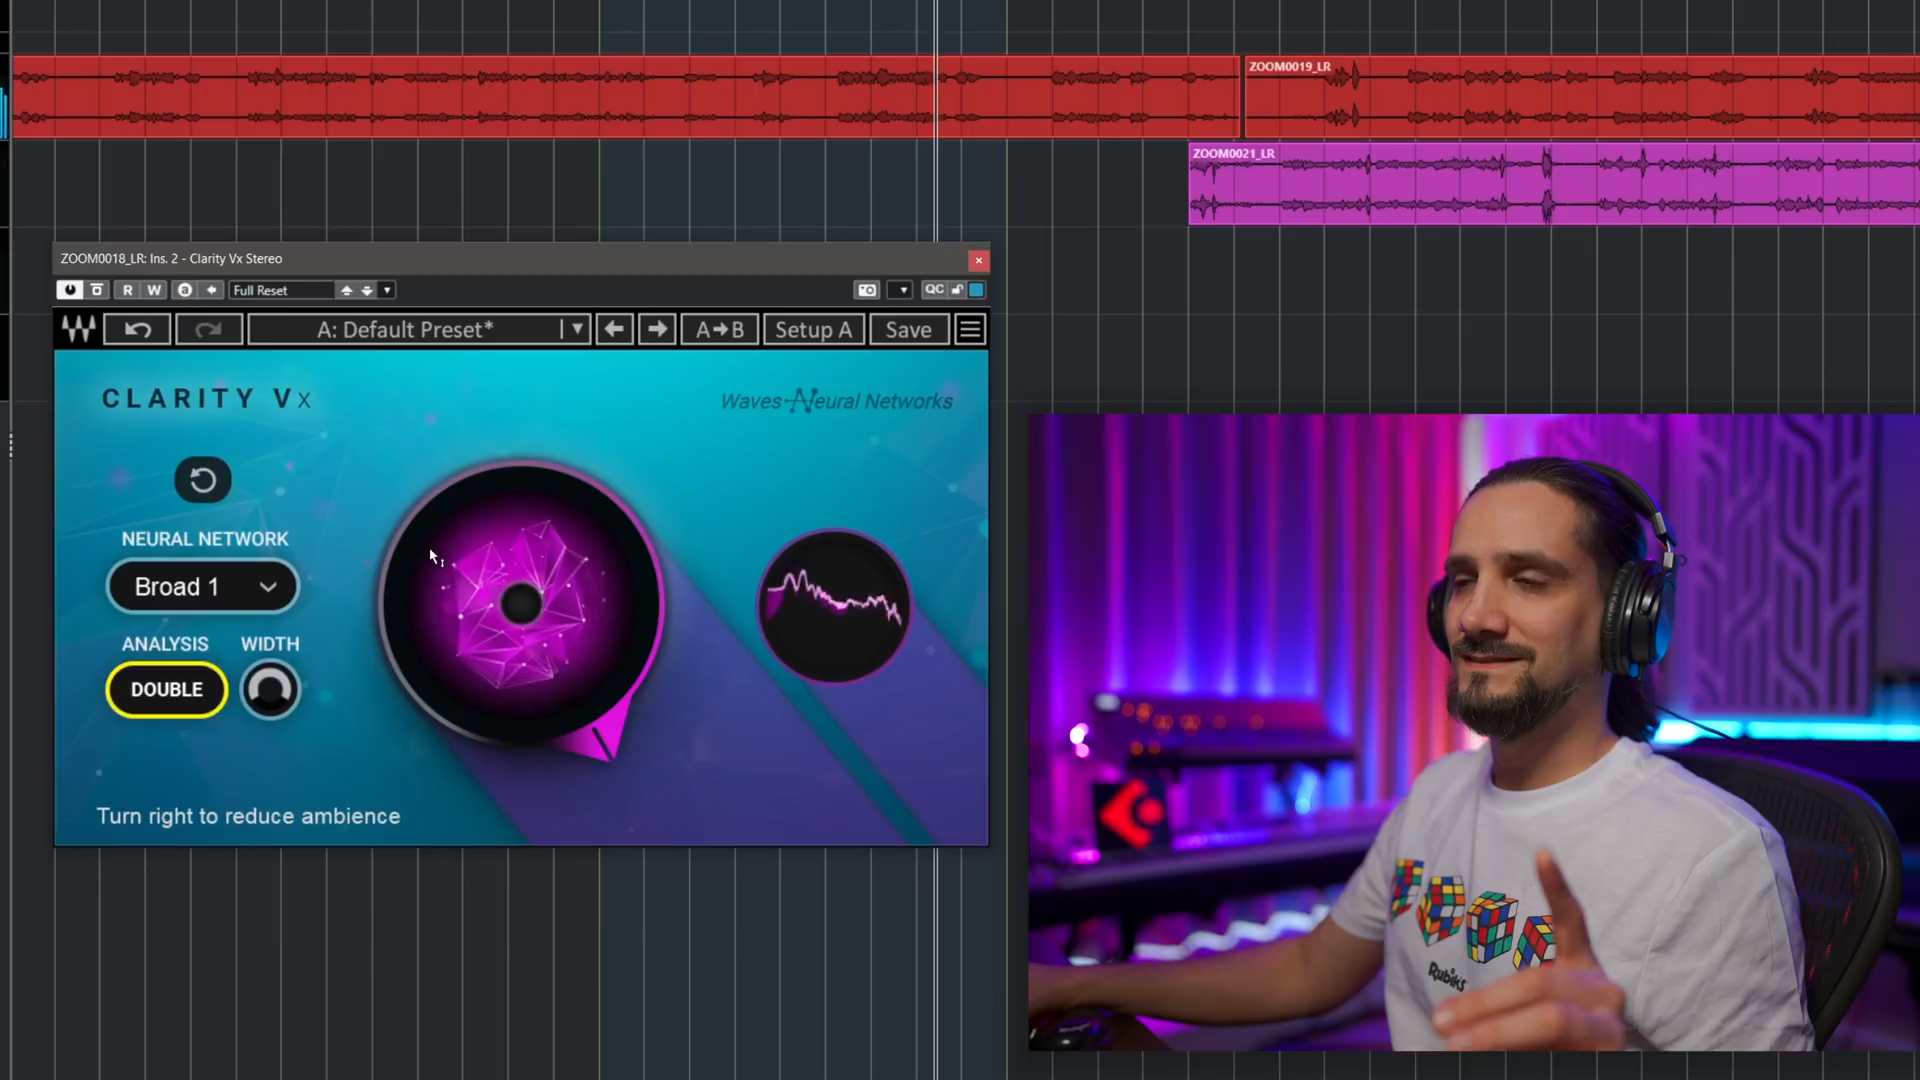 ZOOM0019_LR
ZOOM0021_LR
ZOOM0018_LR: Ins. 2 - Clarity Vx Stereo
R W a Full Reset QC
A: Default Preset* A→B Setup A Save
CLARITY Vx
Waves Neural Networks
NEURAL NETWORK
Broad 1
ANALYSIS WIDTH
DOUBLE
Turn right to reduce ambience
Rubik's